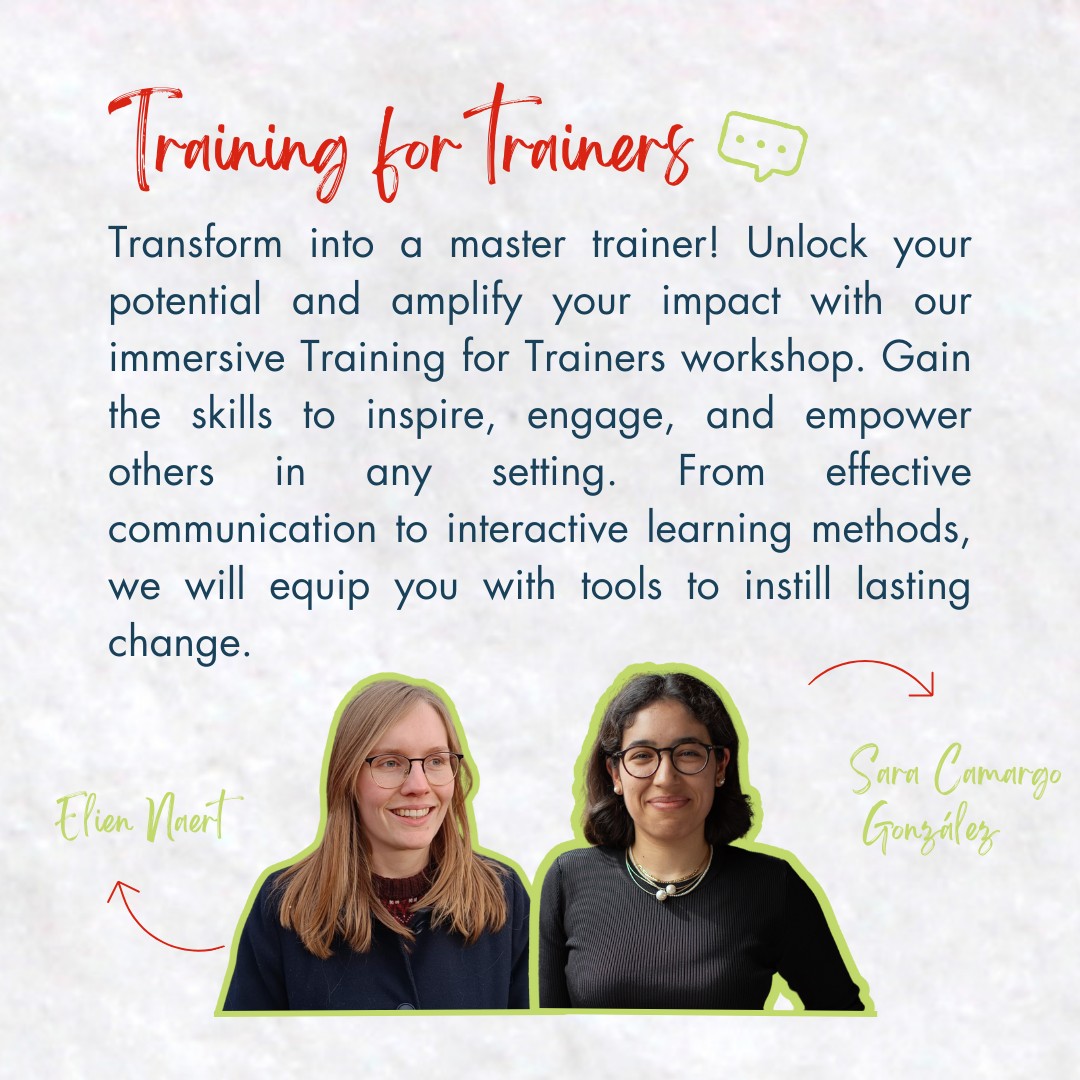 Training for Trainers
Transform into a master trainer! Unlock your
potential and amplify your impact with our
immersive Training for Trainers workshop. Gain
the skills to inspire, engage, and empower
others in any setting. From effective
communication to interactive learning methods,
we will equip you with tools to instill lasting
change.
Elien Naert
Sara Camargo
González